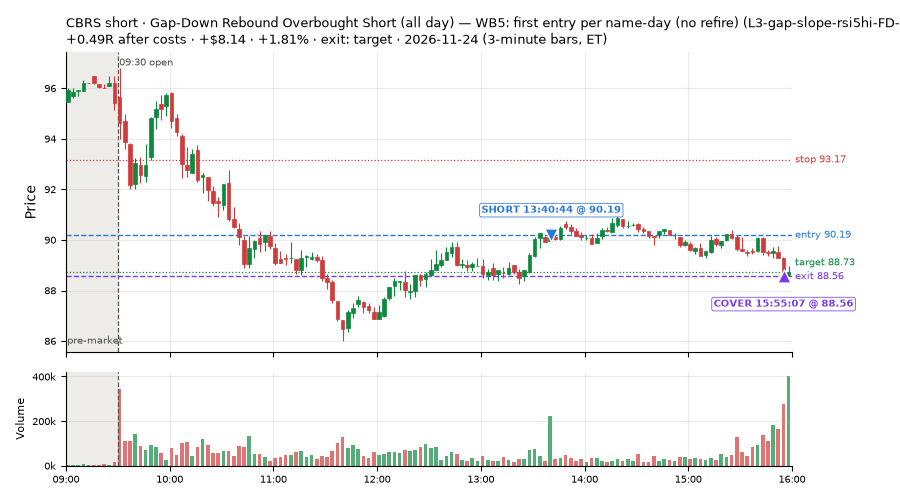 CBRS short · Gap-Down Rebound Overbought Short (all day) — WB5: first entry per name-day (no refire) (L3-gap-slope-rsi5hi-FD-
+0.49R after costs · +$8.14 · +1.81% · exit: target · 2026-11-24 (3-minute bars, ET)
09:30 open
96
94
stop 93.17
92
SHORT 13:40:44 @ 90.19
entry 90.19
90
target 88.73
exit 88.56
88
COVER 15:55:07 @ 88.56
86
pre-market
Price
400k
200k
0k
Volume
09:00
10:00
11:00
12:00
13:00
14:00
15:00
16:00